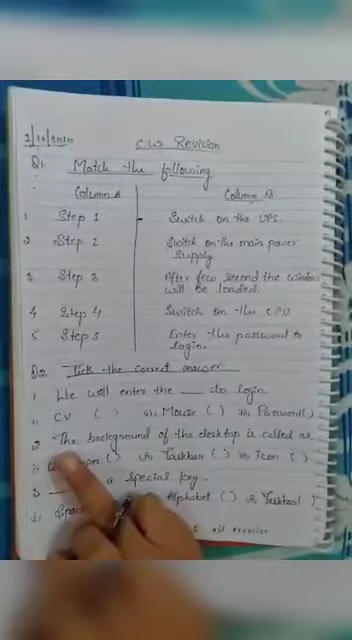 1/10/2020
C.W Revision
Q1. Match the following
Column A Column B
1 Step 1 - Switch on the UPS.
2 Step 2 Switch on the main power
supply
3 Step 3 After few second the window
will be loaded.
4 Step 4 Switch on the CPU
5 Step 5 Enter the password to
login.
Q2. Tick the correct answer.
1 We will enter the ___ to login.
i, CV ( ) ii, Mouse ( ) iii, Password( )
2 The background of the desktop is called as
( ) ii, Taskbar ( ) iii, Icon ( )
3 a special key.
i, Alphabet ( ) iii,